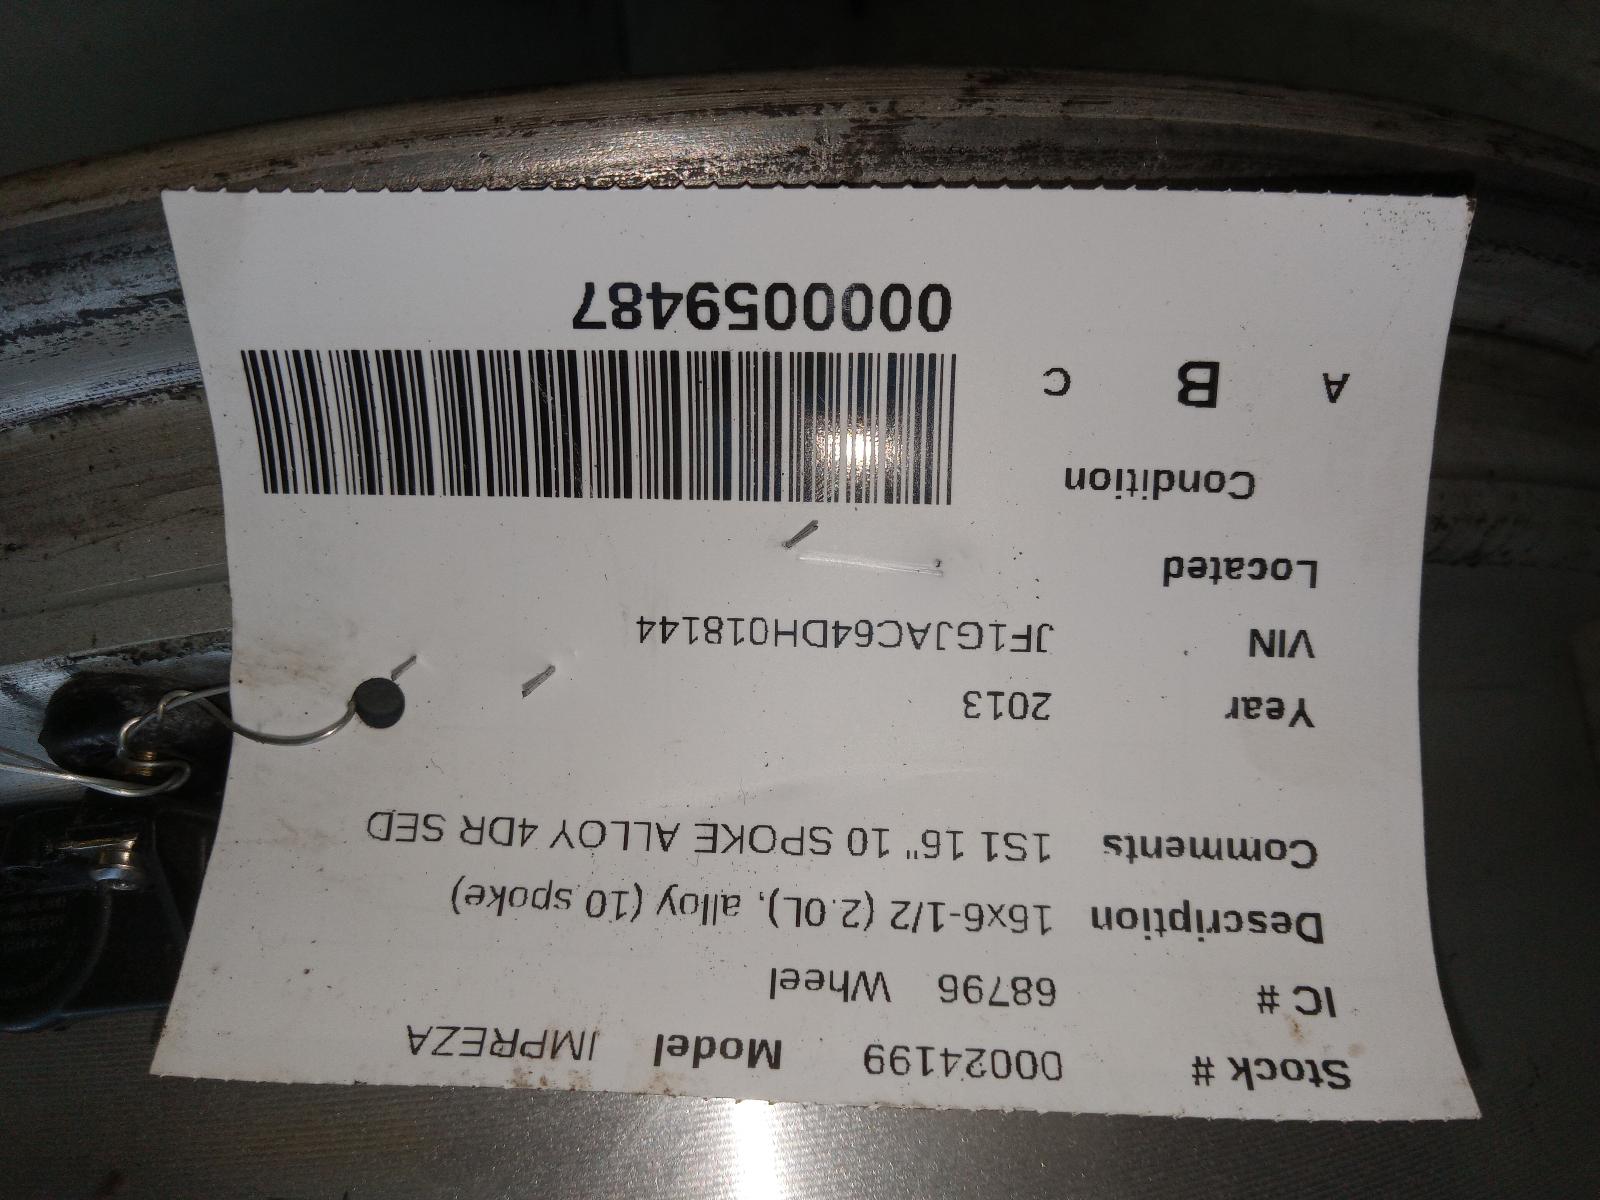 Stock # 00024199 Model IMPREZA
IC # 68796 Wheel
Description 16x6-1/2 (2.0L), alloy (10 spoke)
Comments 1S1 16" 10 SPOKE ALLOY 4DR SED
Year 2013
VIN JF1GJAC64DH018144
Located
Condition
A B C
0000059487